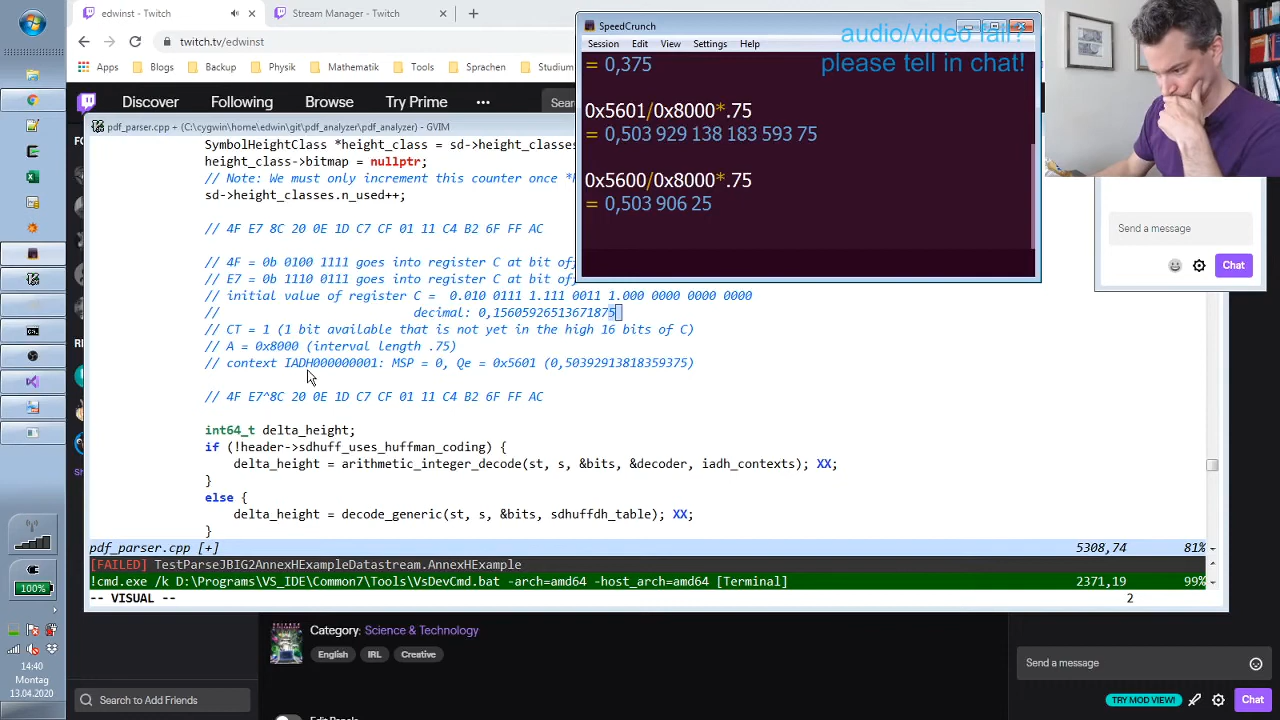 edwinst - Twitch
Stream Manager - Twitch
twitch.tv/edwinst
Apps
Blogs
Backup
Mathematik
Tools
Sprachen
Studium
Discover
Browse
Try Prime
Sea
SpeedCrunch
Session Edit View Settings Help
audio/video fail?
please tell in chat!
= 0,375
0x5601/0x8000*.75
= 0,503 929 138 183 593 75
0x5600/0x8000*.75
= 0,503 906 25
pdf_parser.cpp + (C:\cygwin\home\edwin\git\pdf_analyzer\pdf_analyzer) - GVIM
SymbolHeightClass *height_class = sd->height_classes
height_class->bitmap = nullptr;
// Note: We must only increment this counter once *h
sd->height_classes.n_used++;
// 4F E7 8C 20 0E 1D C7 CF 01 11 C4 B2 6F FF AC
// 4F = 0b 0100 1111 goes into register C at bit off
// E7 = 0b 1110 0111 goes into register C at bit off
// initial value of register C =  0.010 0111 1.111 0011 1.000 0000 0000 0000
// decimal: 0,15605926513671875
// CT = 1 (1 bit available that is not yet in the high 16 bits of C)
// A = 0x8000 (interval length .75)
// context IADH000000001: MSP = 0, Qe = 0x5601 (0,50392913818359375)
// 4F E7^8C 20 0E 1D C7 CF 01 11 C4 B2 6F FF AC
int64_t delta_height;
if (!header->sdhuff_uses_huffman_coding) {
delta_height = arithmetic_integer_decode(st, s, &bits, &decoder, iadh_contexts); XX;
}
else {
delta_height = decode_generic(st, s, &bits, sdhuffdh_table); XX;
}
pdf_parser.cpp [+] 5308,74 81%
[FAILED] TestParseJBIG2AnnexHExampleDatastream.AnnexHExample
!cmd.exe /k D:\Programs\VS_IDE\Common7\Tools\VsDevCmd.bat -arch=amd64 -host_arch=amd64 [Terminal] 2371,19 99%
-- VISUAL -- 2
Send a message
Chat
Category: Science & Technology
English IRL Creative
Search to Add Friends
Edit Panels
Send a message
TRY MOD VIEW!
Chat
100%
14:40
Montag
13.04.2020